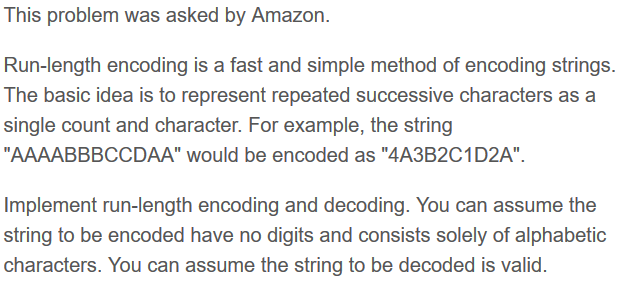 This problem was asked by Amazon.
Run-length encoding is a fast and simple method of encoding strings.
The basic idea is to represent repeated successive characters as a
single count and character. For example, the string
"AAAABBBCCDAA" would be encoded as "4A3B2C1D2A".
Implement run-length encoding and decoding. You can assume the
string to be encoded have no digits and consists solely of alphabetic
characters. You can assume the string to be decoded is valid.